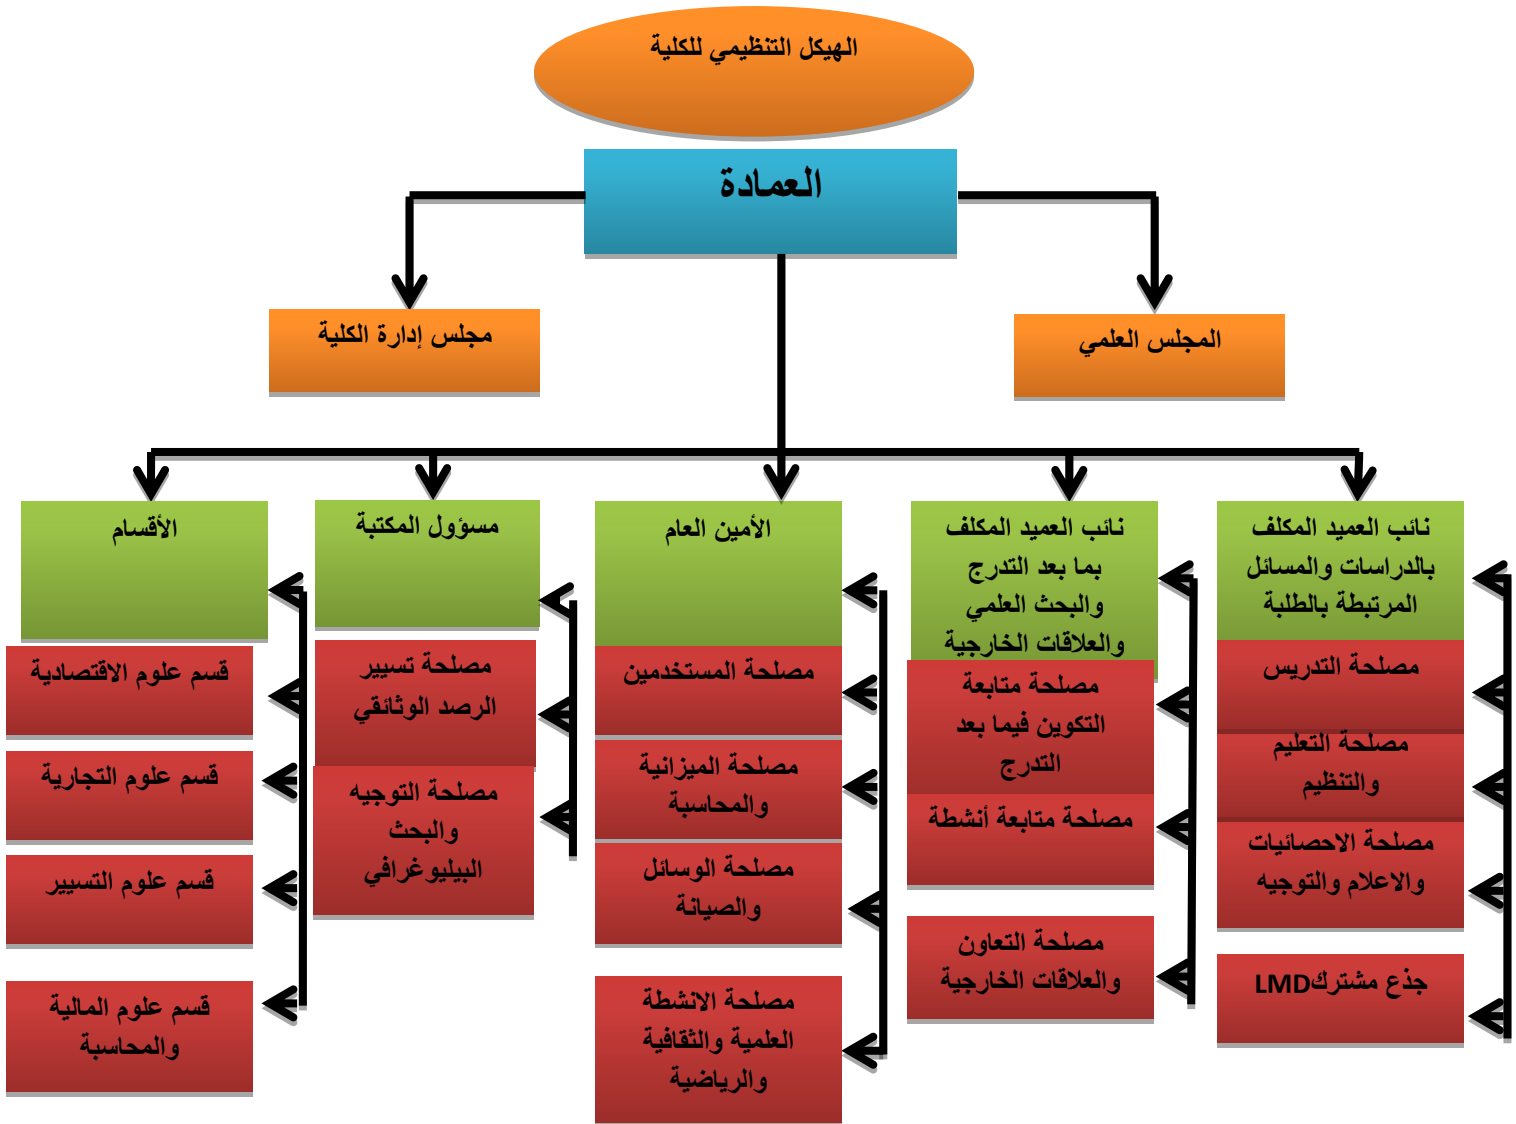 الهيكل التنظيمي للكلية
العمادة
المجلس العلمي
مجلس إدارة الكلية
نائب العميد المكلف
بالدراسات والمسائل
المرتبطة بالطلبة
مصلحة التدريس
مصلحة التعليم
والتنظيم
مصلحة الاحصائيات
والاعلام والتوجيه
جذع مشتركLMD
نائب العميد المكلف
بما بعد التدرج
والبحث العلمي
والعلاقات الخارجية
مصلحة متابعة
التكوين فيما بعد
التدرج
مصلحة متابعة أنشطة
مصلحة التعاون
والعلاقات الخارجية
الأمين العام
مصلحة المستخدمين
مصلحة الميزانية
والمحاسبة
مصلحة الوسائل
والصيانة
مصلحة الانشطة
العلمية والثقافية
والرياضية
مسؤول المكتبة
مصلحة تسيير
الرصد الوثائقي
مصلحة التوجيه
والبحث
البيليوغرافي
الأقسام
قسم علوم الاقتصادية
قسم علوم التجارية
قسم علوم التسيير
قسم علوم المالية
والمحاسبة